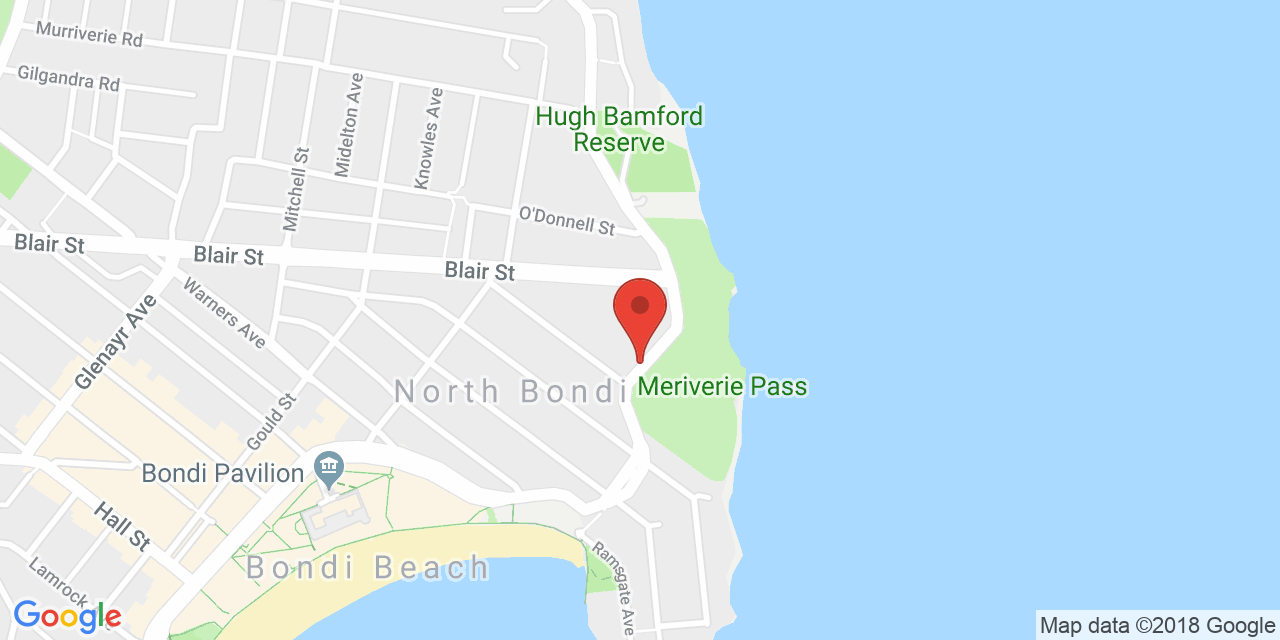 Murriverie Rd
Gilgandra Rd
Midelton Ave
Knowles Ave
Hugh Bamford
Reserve
Mitchell St
O'Donnell St
Blair St
Blair St
Blair St
Warners Ave
Glenayr Ave
North Bondi
Meriverie Pass
Gould St
Bondi Pavilion
Hall St
Bondi Beach
Ramsgate Ave
Lamrock
Google
Map data ©2018 Google